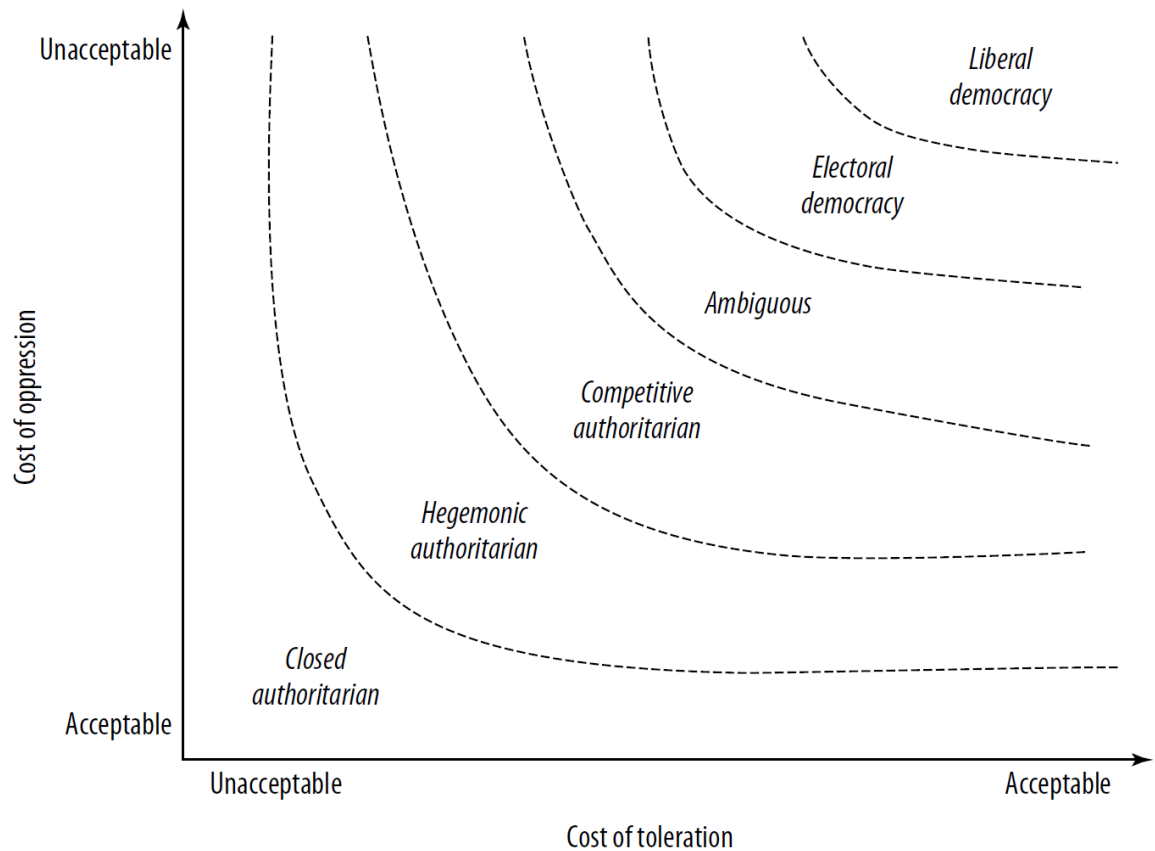 Unacceptable
Liberal
democracy
Electoral
democracy
Ambiguous
Cost of oppression
Competitive
authoritarian
Hegemonic
authoritarian
Closed
authoritarian
Acceptable
Unacceptable
Acceptable
Cost of toleration